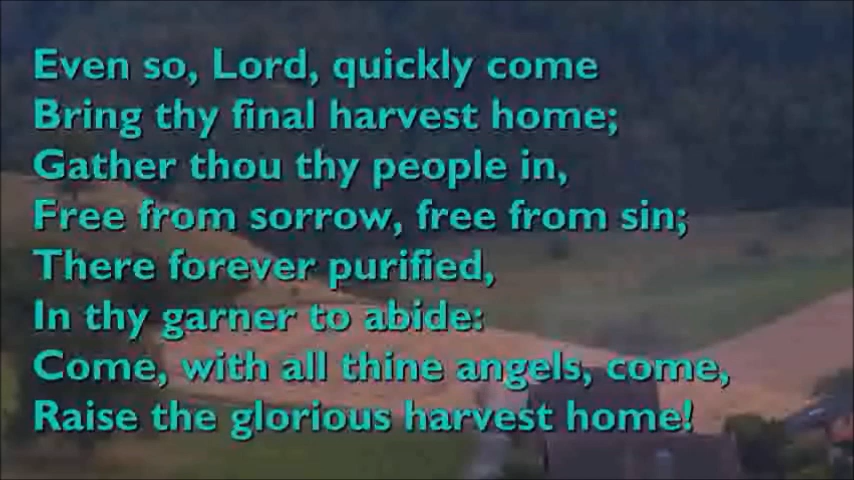 Even so, Lord, quickly come
Bring thy final harvest home;
Gather thou thy people in,
Free from sorrow, free from sin;
There forever purified,
In thy garner to abide:
Come, with all thine angels, come,
Raise the glorious harvest home!